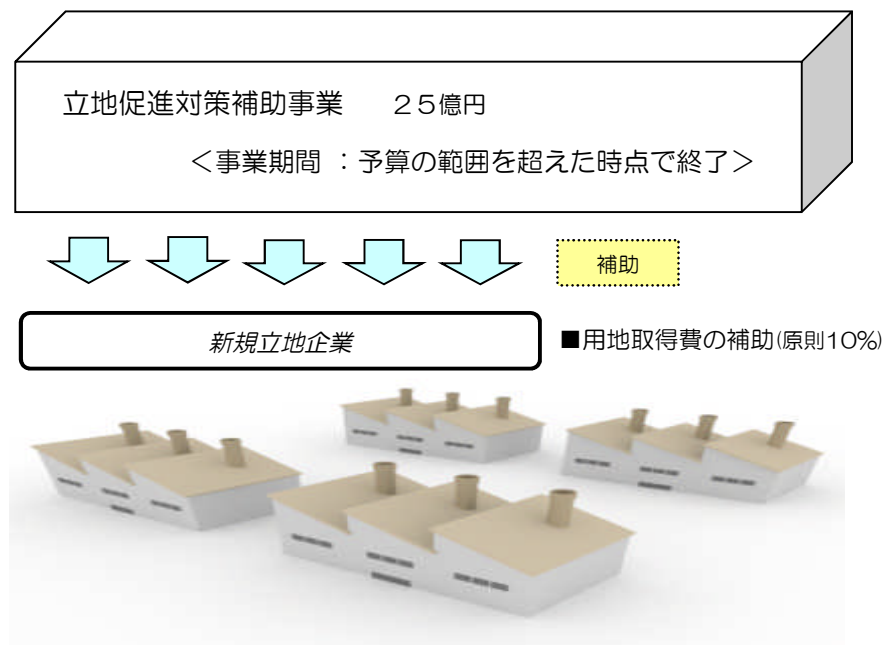 立地促進対策補助事業　　２５億円
＜事業期間 ：予算の範囲を超えた時点で終了＞
補助
新規立地企業
■用地取得費の補助(原則10%)